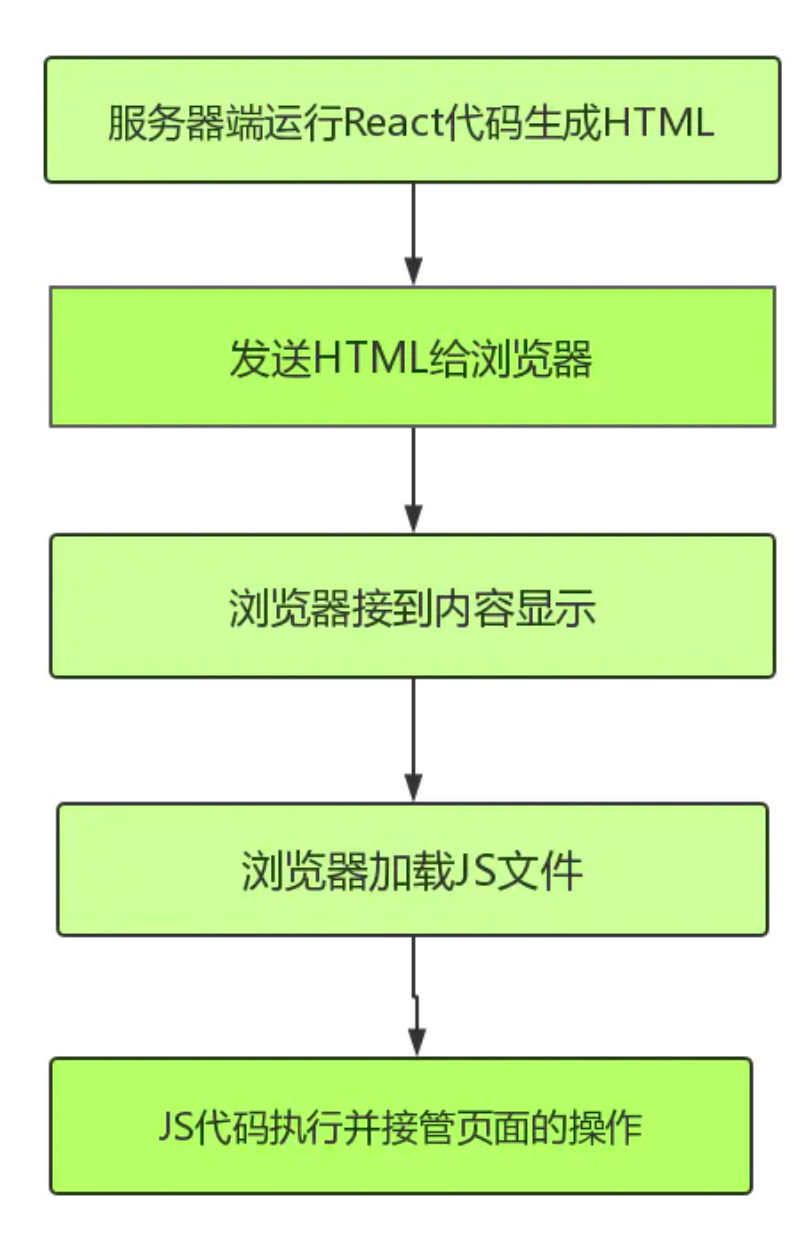 服务器端运行React代码生成HTML
发送HTML给浏览器
浏览器接到内容显示
浏览器加载JS文件
JS代码执行并接管页面的操作